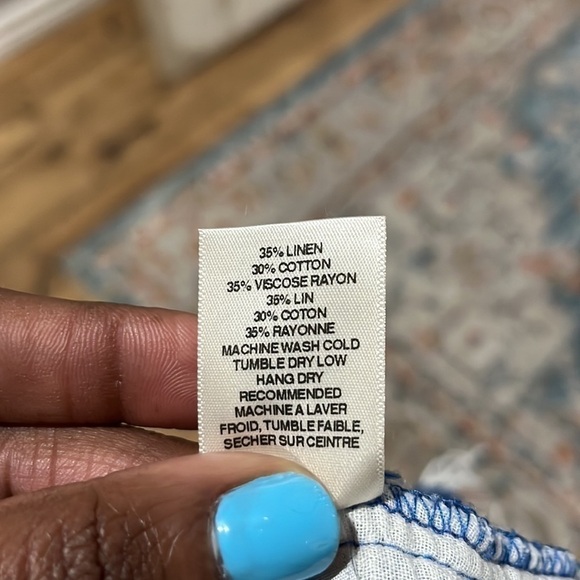 35% LINEN
30% COTTON
35% VISCOSE RAYON
35% LIN
30% COTON
35% RAYONNE
MACHINE WASH COLD
TUMBLE DRY LOW
HANG DRY
RECOMMENDED
MACHINE A LAVER
FROID, TUMBLE FAIBLE,
SECHER SUR CEINTRE